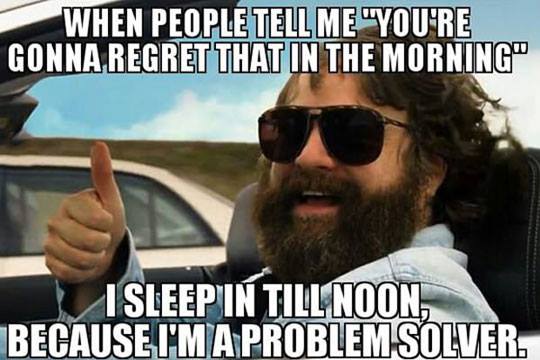 WHEN PEOPLE TELL ME "YOU'RE
GONNA REGRET THAT IN THE MORNING"
I SLEEP IN TILL NOON,
BECAUSE I'M A PROBLEM SOLVER.